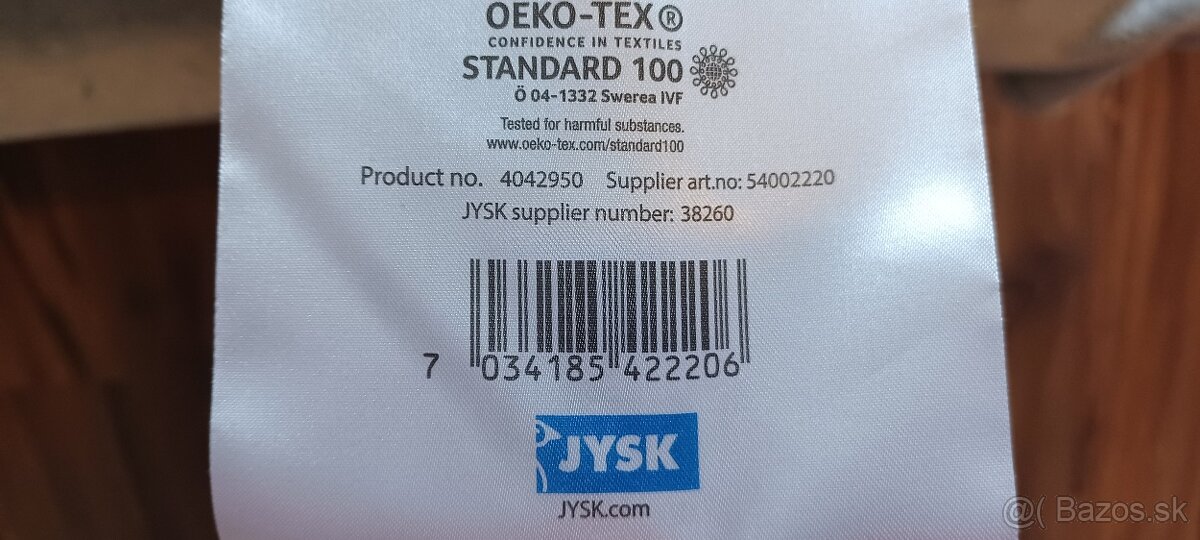 OEKO-TEX®
CONFIDENCE IN TEXTILES
STANDARD 100
Ö 04-1332 Swerea IVF
Tested for harmful substances.
www.oeko-tex.com/standard100
Product no. 4042950 Supplier art.no: 54002220
JYSK supplier number: 38260
7 034185 422206
JYSK
JYSK.com
@( Bazos.sk